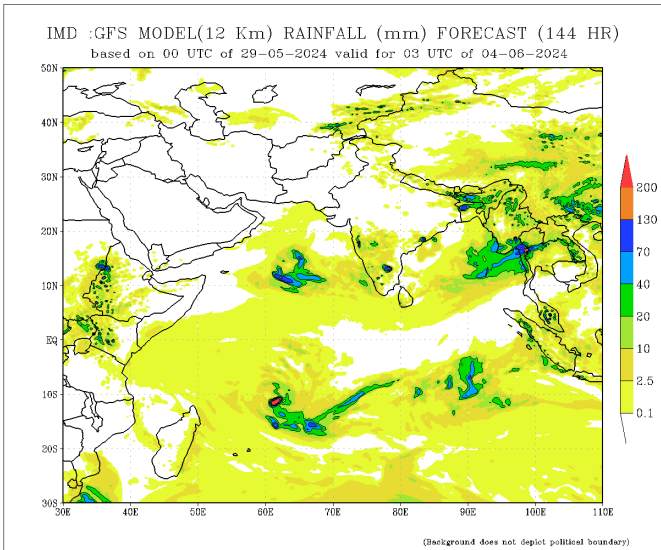 IMD :GFS MODEL(12 Km) RAINFALL (mm) FORECAST (144 HR)
based on 00 UTC of 29-05-2024 valid for 03 UTC of 04-06-2024
50N
40N
30N
20N
10N
EQ
10S
20S
30S
30E 40E 50E 60E 70E 80E 90E 100E 110E
200
130
70
40
20
10
2.5
0.1
(Background does not depict political boundary)